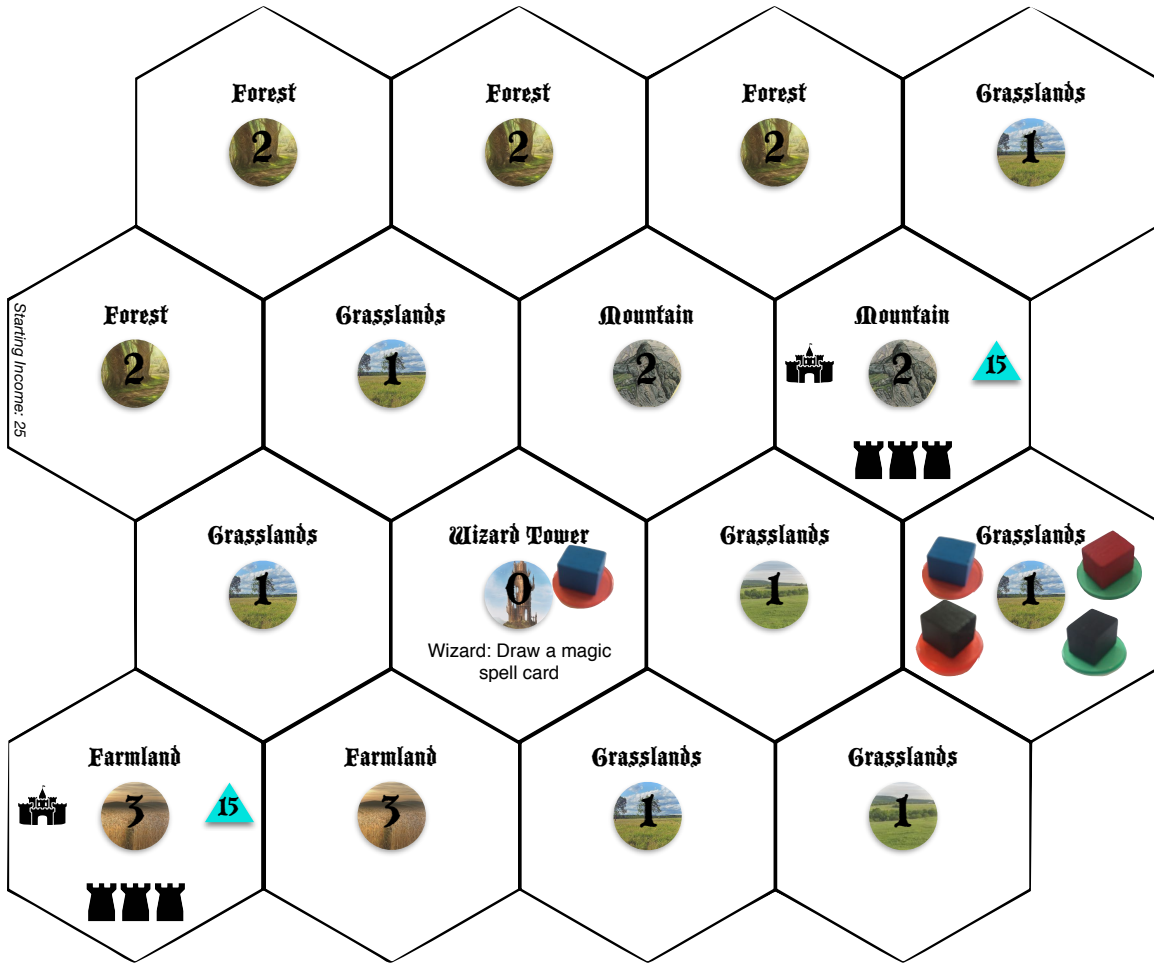 Forest
2
Forest
2
Forest
2
Grasslands
1
Starting Income: 25
Forest
2
Grasslands
1
Mountain
2
Mountain
2
15
Grasslands
1
Wizard Tower
0
Wizard: Draw a magic
spell card
Grasslands
1
Grasslands
1
Farmland
3
15
Farmland
3
Grasslands
1
Grasslands
1